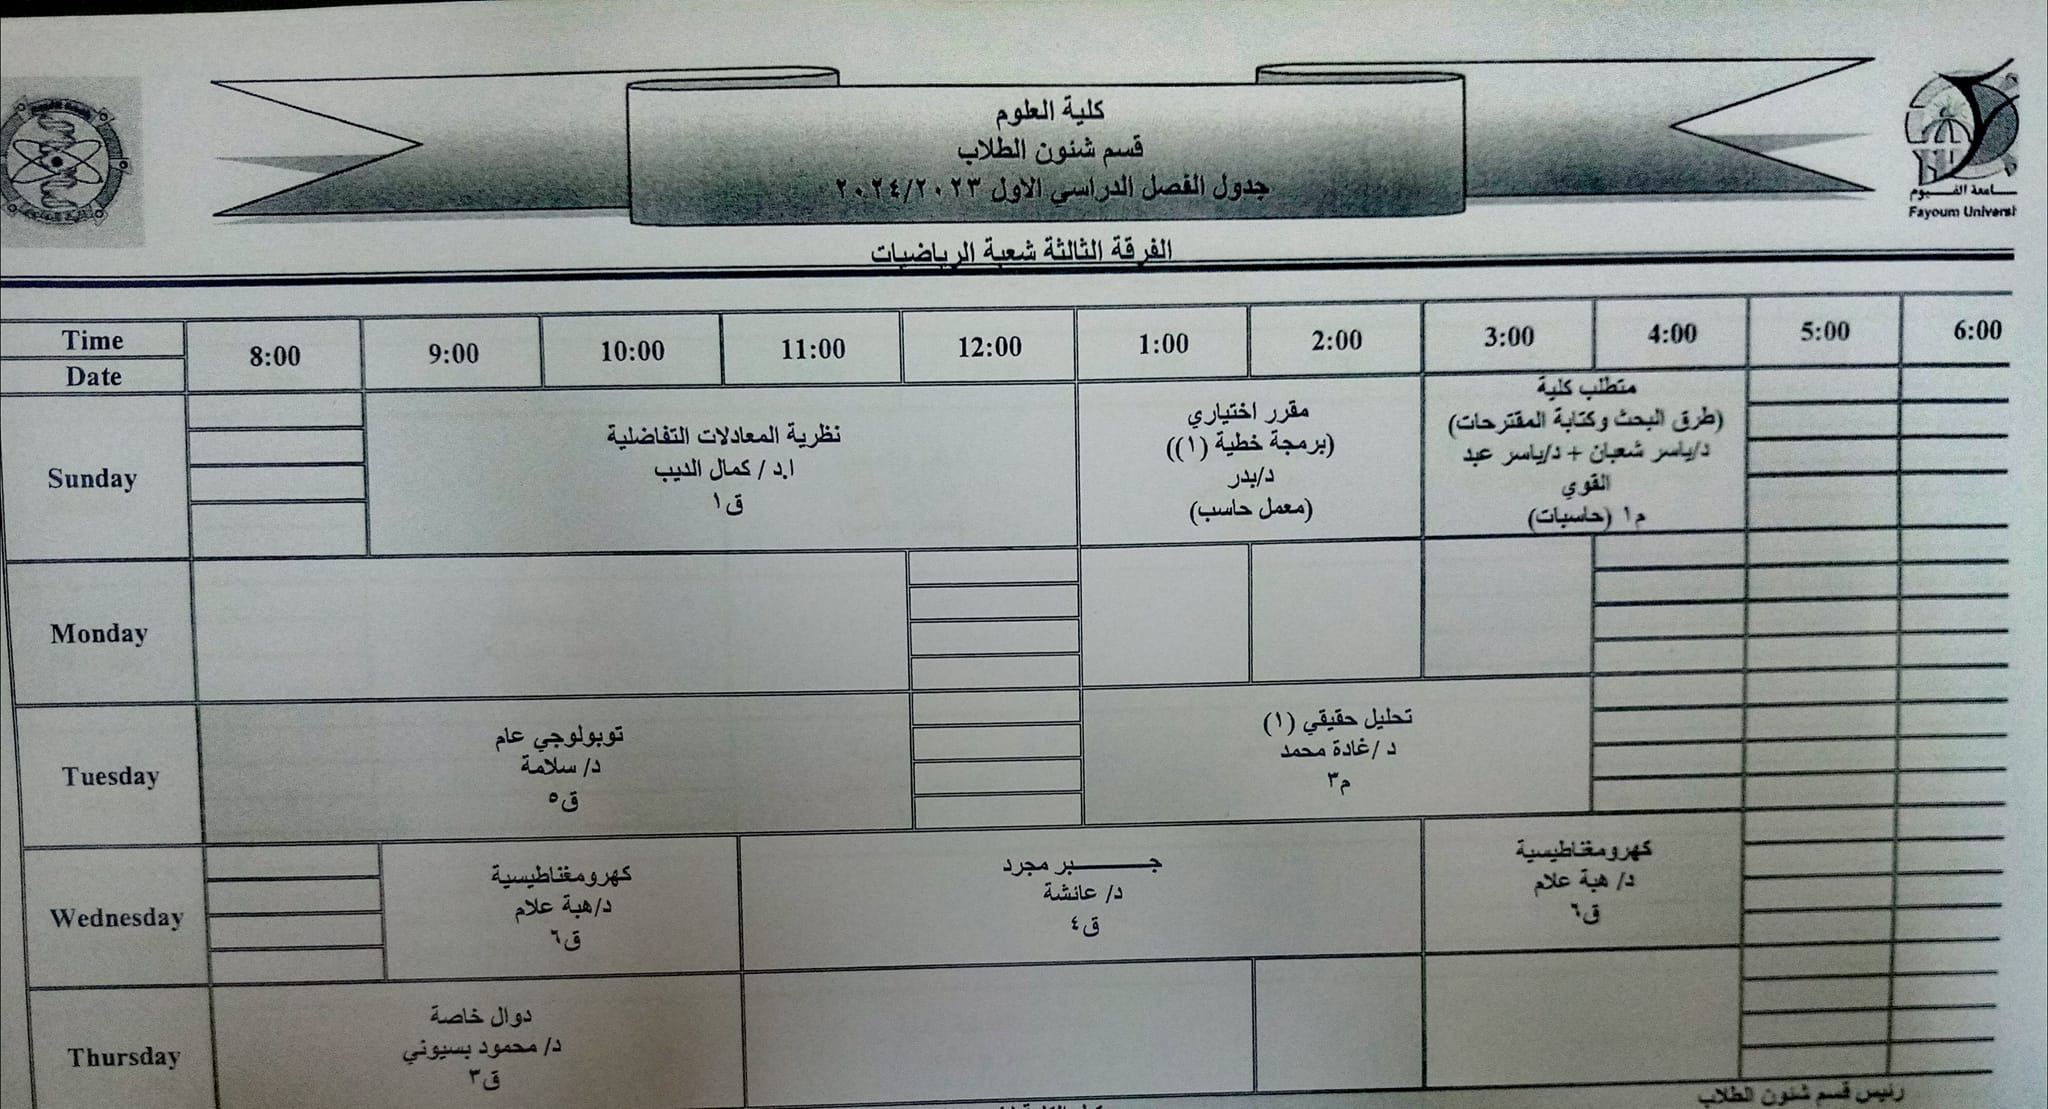 كلية العلوم
قسم شئون الطلاب
جدول الفصل الدراسي الاول ٢٠٢٤/٢٠٢٣
Fayoum Universi
الفرقة الثالثة شعبة الرياضيات
Time
Date
8:00
9:00
10:00
11:00
12:00
1:00
2:00
3:00
4:00
5:00
6:00
Sunday
نظرية المعادلات التفاضلية
ا.د / كمال الديب
ق١
مقرر اختياري
(برمجة خطية (١))
د/بدر
(معمل حاسب)
متطلب كلية
(طرق البحث وكتابة المقترحات)
د/ياسر شعبان + د/ياسر عبد
القوي
م١ (حاسبات)
Monday
Tuesday
توبولوجي عام
د/ سلامة
ق٥
تحليل حقيقي (١)
د /غادة محمد
م٣
Wednesday
كهرومغناطيسية
د/هبة علام
ق٦
جـــبر مجرد
د/ عائشة
ق٤
كهرومغناطيسية
د/ هبة علام
ق٦
Thursday
دوال خاصة
د/ محمود بسيوني
ق٣
رئيس قسم شئون الطلاب